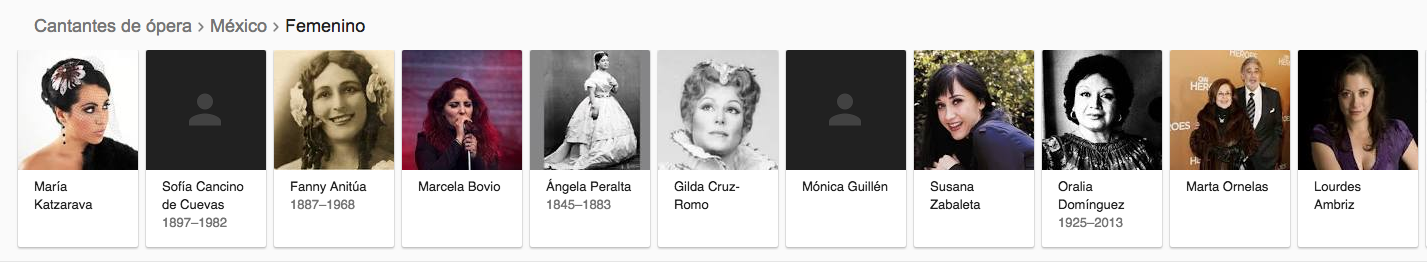 Cantantes de ópera > México > Femenino
María
Katzarava
Sofía Cancino
de Cuevas
1897–1982
Fanny Anitúa
1887–1968
Marcela Bovio
Ángela Peralta
1845–1883
Gilda Cruz-
Romo
Mónica Guillén
Susana
Zabaleta
Oralia
Domínguez
1925–2013
Marta Ornelas
Lourdes
Ambriz